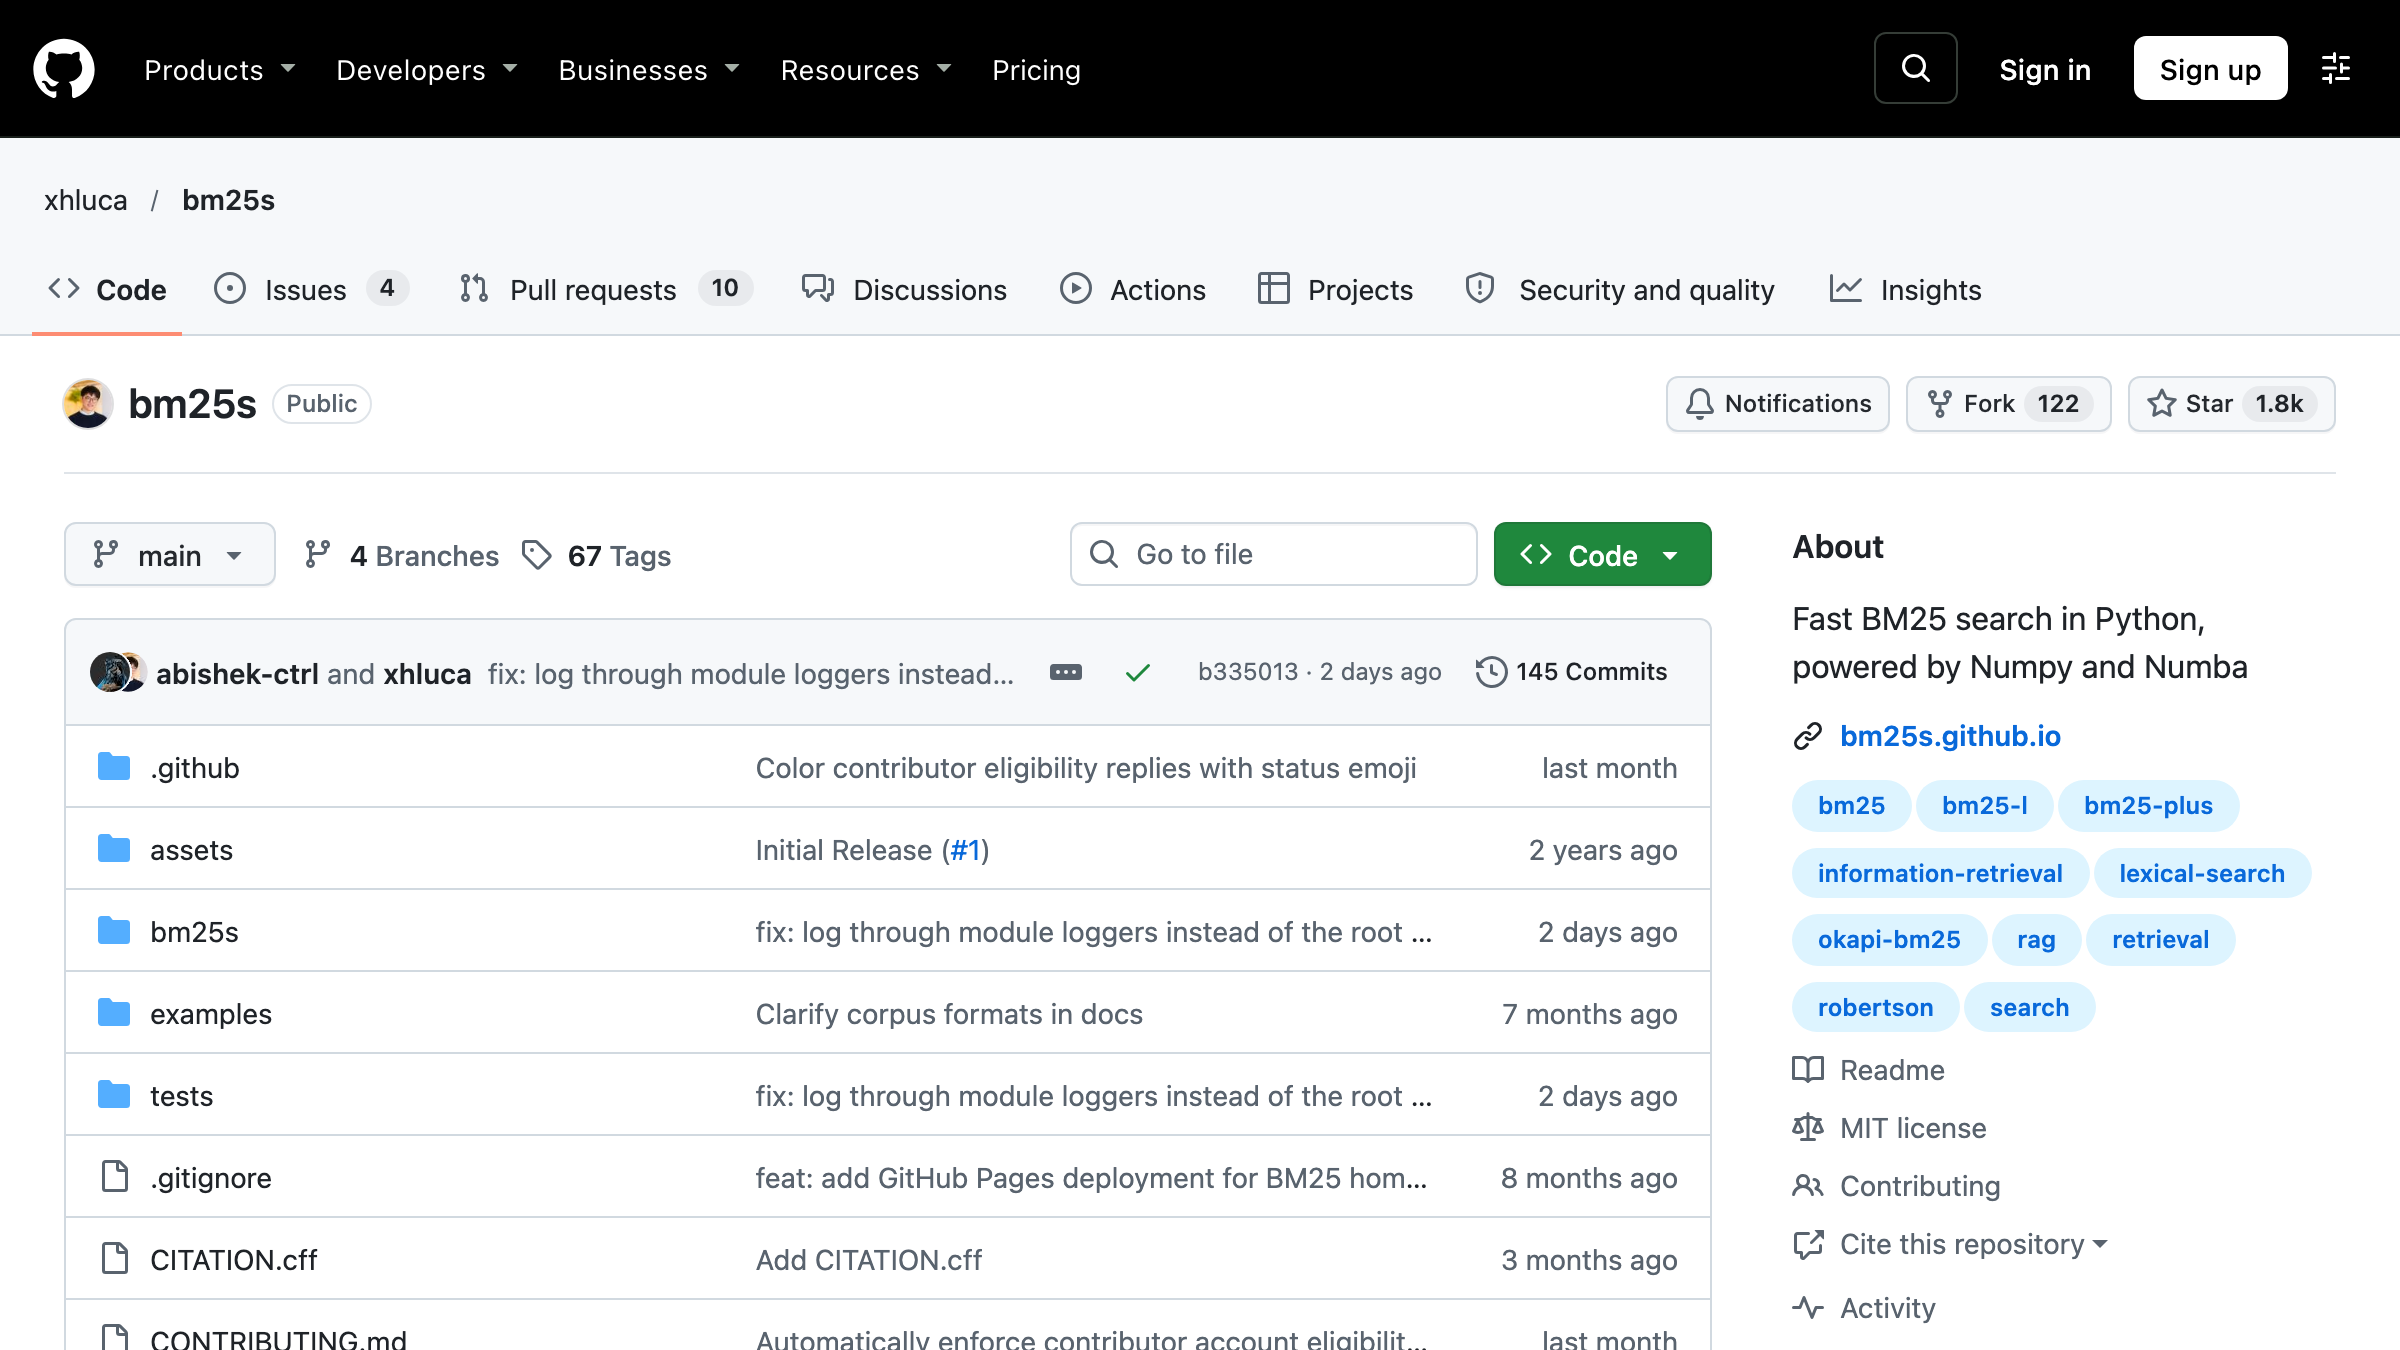 Products Developers Businesses Resources Pricing Sign in Sign up
xhluca / bm25s
Code Issues 4 Pull requests 10 Discussions Actions Projects Security and quality Insights
bm25s Public Notifications Fork 122 Star 1.8k
main 4 Branches 67 Tags Go to file Code
abishek-ctrl and xhluca fix: log through module loggers instead... b335013 · 2 days ago 145 Commits
.github Color contributor eligibility replies with status emoji last month
assets Initial Release (#1) 2 years ago
bm25s fix: log through module loggers instead of the root ... 2 days ago
examples Clarify corpus formats in docs 7 months ago
tests fix: log through module loggers instead of the root ... 2 days ago
.gitignore feat: add GitHub Pages deployment for BM25 hom... 8 months ago
CITATION.cff Add CITATION.cff 3 months ago
CONTRIBUTING.md Automatically enforce contributor account eligibilit... last month
About
Fast BM25 search in Python,
powered by Numpy and Numba
bm25s.github.io
bm25 bm25-l bm25-plus
information-retrieval lexical-search
okapi-bm25 rag retrieval
robertson search
Readme
MIT license
Contributing
Cite this repository
Activity